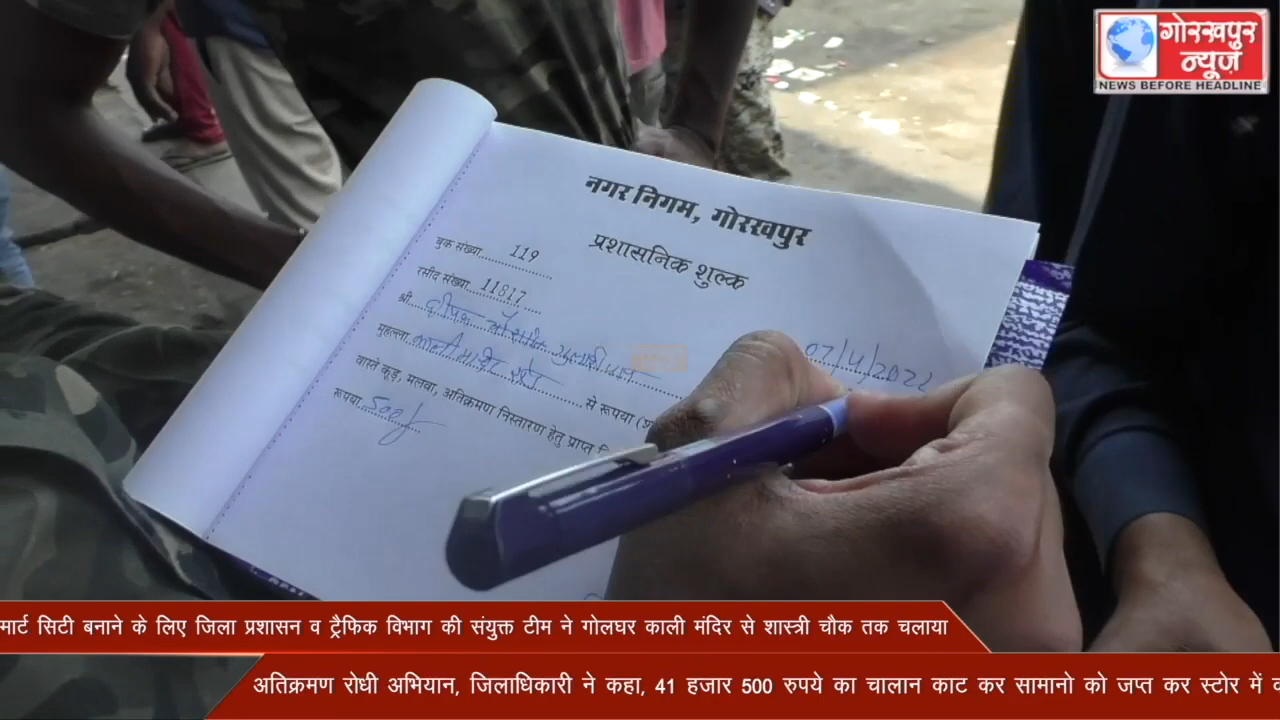 गोरखपुर
न्यूज़
NEWS BEFORE HEADLINE
नगर निगम, गोरखपुर
प्रशासनिक शुल्क
बुक संख्या 119
रसीद संख्या 11817
श्री दीपक
07/4/2022
मुहल्ला काली मन्दिर रोड
से रूपया
वास्ते कूड़, मलवा, अतिक्रमण निस्तारण हेतु प्राप्त
रूपया 500/
मार्ट सिटी बनाने के लिए जिला प्रशासन व ट्रैफिक विभाग की संयुक्त टीम ने गोलघर काली मंदिर से शास्त्री चौक तक चलाया
अतिक्रमण रोधी अभियान, जिलाधिकारी ने कहा, 41 हजार 500 रुपये का चालान काट कर सामानो को जप्त कर स्टोर में